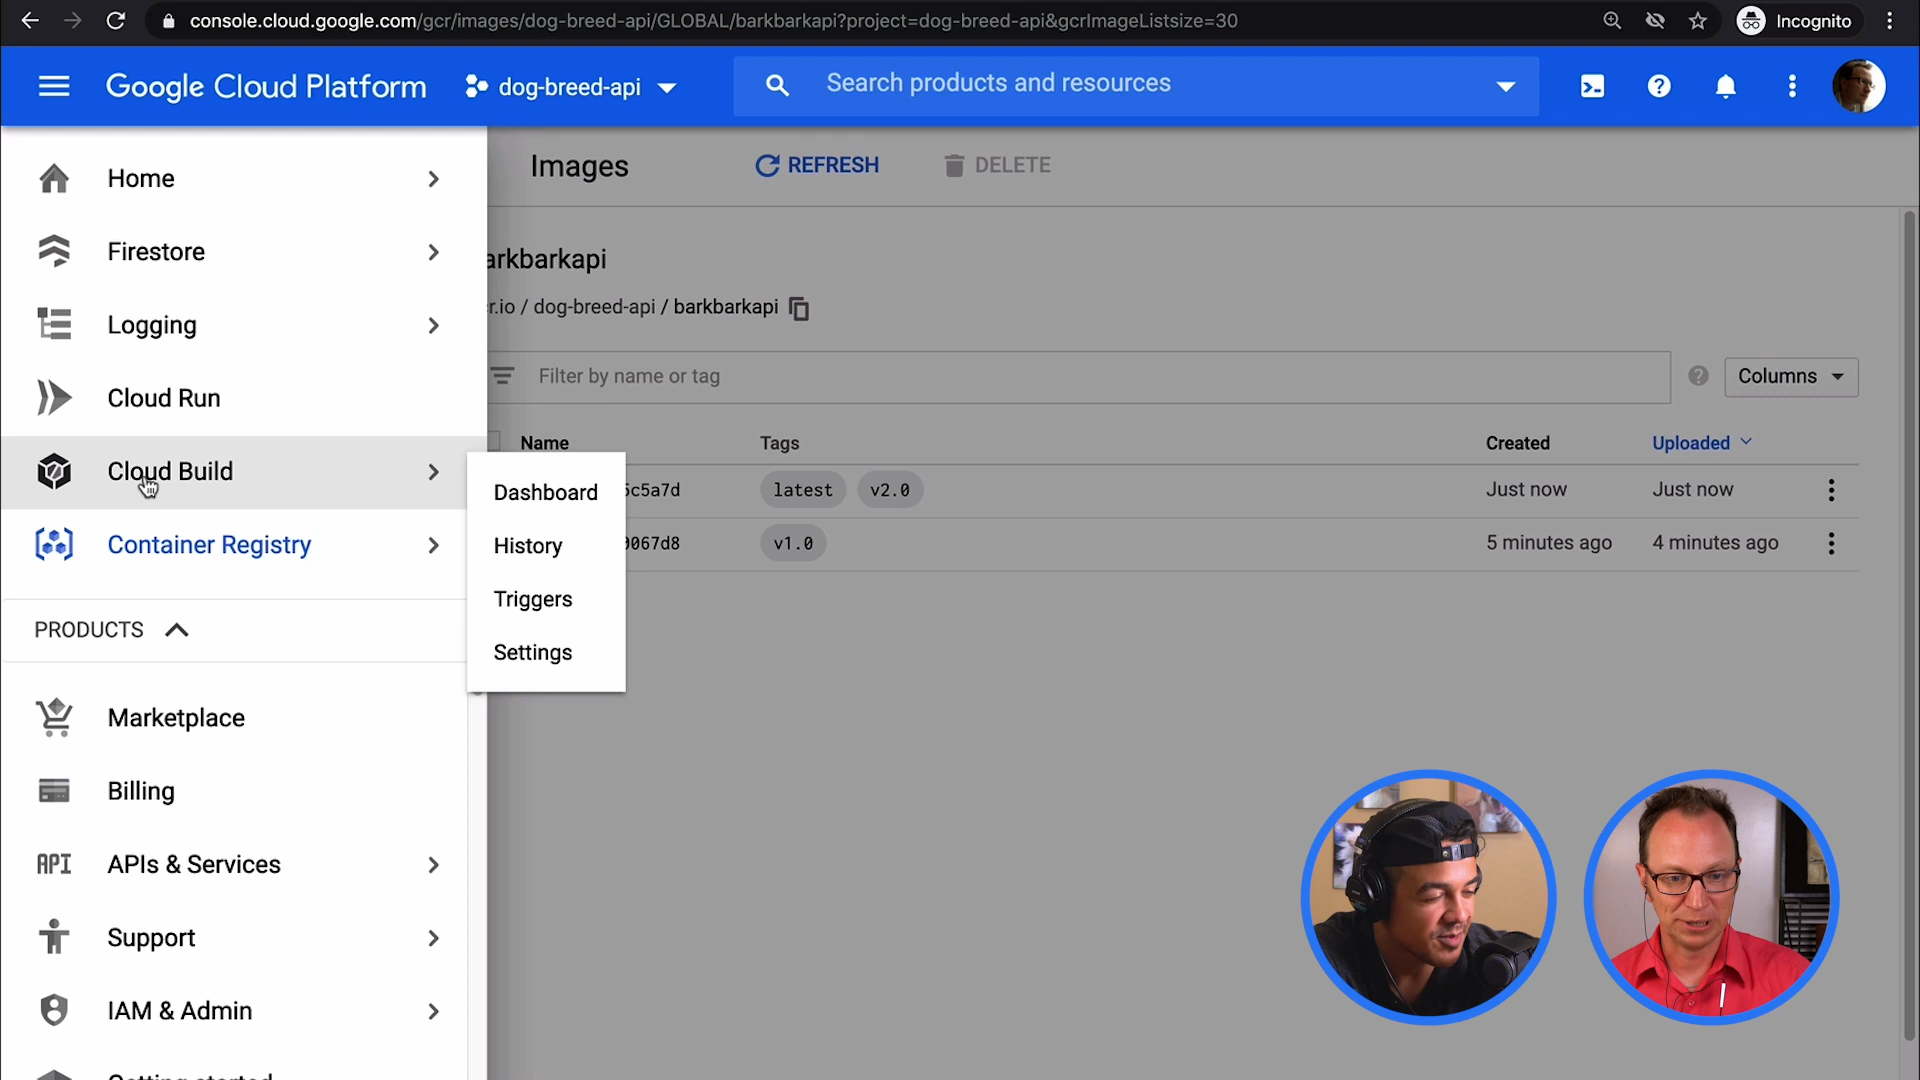 console.cloud.google.com/gcr/images/dog-breed-api/GLOBAL/barkbarkapi?project=dog-breed-api&gcrImageListsize=30
Incognito
Google Cloud Platform
dog-breed-api
Search products and resources
Home
Firestore
Logging
Cloud Run
Cloud Build
Container Registry
PRODUCTS
Marketplace
Billing
API APIs & Services
Support
IAM & Admin
Dashboard
History
Triggers
Settings
Images
REFRESH
DELETE
arkbarkapi
cr.io / dog-breed-api / barkbarkapi
Filter by name or tag
Columns
Name Tags Created Uploaded
5c5a7d latest v2.0 Just now Just now
0067d8 v1.0 5 minutes ago 4 minutes ago